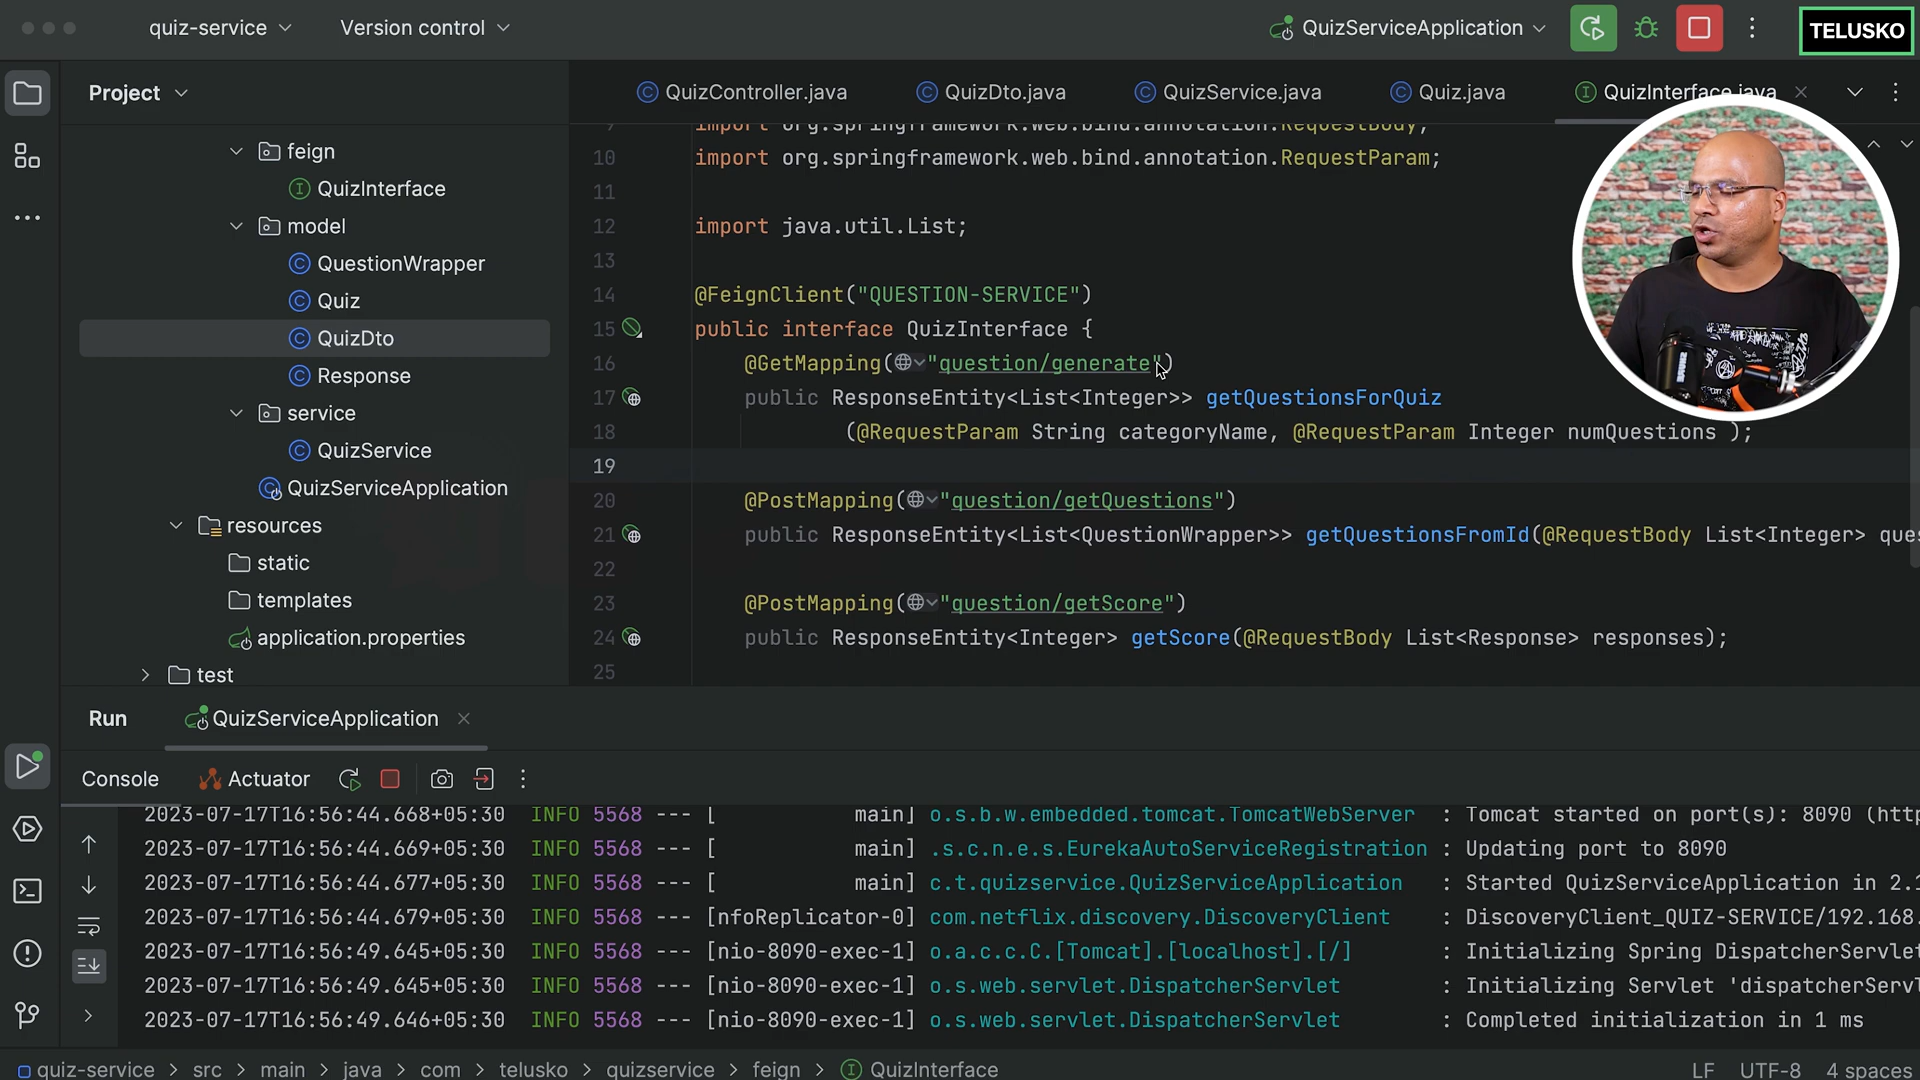 quiz-service
Version control
QuizServiceApplication
TELUSKO
Project
QuizController.java
QuizDto.java
QuizService.java
Quiz.java
QuizInterface.java
feign
QuizInterface
model
QuestionWrapper
Quiz
QuizDto
Response
service
QuizService
QuizServiceApplication
resources
static
templates
application.properties
test
9 import org.springframework.web.bind.annotation.RequestBody;
10 import org.springframework.web.bind.annotation.RequestParam;
11
12 import java.util.List;
13
14 @FeignClient("QUESTION-SERVICE")
15 public interface QuizInterface {
16 @GetMapping("question/generate")
17 public ResponseEntity<List<Integer>> getQuestionsForQuiz
18 (@RequestParam String categoryName, @RequestParam Integer numQuestions );
19
20 @PostMapping("question/getQuestions")
21 public ResponseEntity<List<QuestionWrapper>> getQuestionsFromId(@RequestBody List<Integer> ques
22
23 @PostMapping("question/getScore")
24 public ResponseEntity<Integer> getScore(@RequestBody List<Response> responses);
25
Run
QuizServiceApplication
Console
Actuator
2023-07-17T16:56:44.668+05:30 INFO 5568 --- [ main] o.s.b.w.embedded.tomcat.TomcatWebServer : Tomcat started on port(s): 8090 (http
2023-07-17T16:56:44.669+05:30 INFO 5568 --- [ main] .s.c.n.e.s.EurekaAutoServiceRegistration : Updating port to 8090
2023-07-17T16:56:44.677+05:30 INFO 5568 --- [ main] c.t.quizservice.QuizServiceApplication : Started QuizServiceApplication in 2.1
2023-07-17T16:56:44.679+05:30 INFO 5568 --- [nfoReplicator-0] com.netflix.discovery.DiscoveryClient : DiscoveryClient_QUIZ-SERVICE/192.168.
2023-07-17T16:56:49.645+05:30 INFO 5568 --- [nio-8090-exec-1] o.a.c.c.C.[Tomcat].[localhost].[/] : Initializing Spring DispatcherServlet
2023-07-17T16:56:49.645+05:30 INFO 5568 --- [nio-8090-exec-1] o.s.web.servlet.DispatcherServlet : Initializing Servlet 'dispatcherServl
2023-07-17T16:56:49.646+05:30 INFO 5568 --- [nio-8090-exec-1] o.s.web.servlet.DispatcherServlet : Completed initialization in 1 ms
quiz-service > src > main > java > com > telusko > quizservice > feign > QuizInterface
LF UTF-8 4 spaces